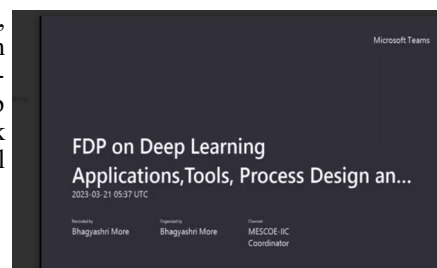 Microsoft Teams
FDP on Deep Learning
Applications,Tools, Process Design an...
2023-03-21 05:37 UTC
Recorded by
Organized by
Channel
Bhagyashri More
Bhagyashri More
MESCOE-IIC
Coordinator